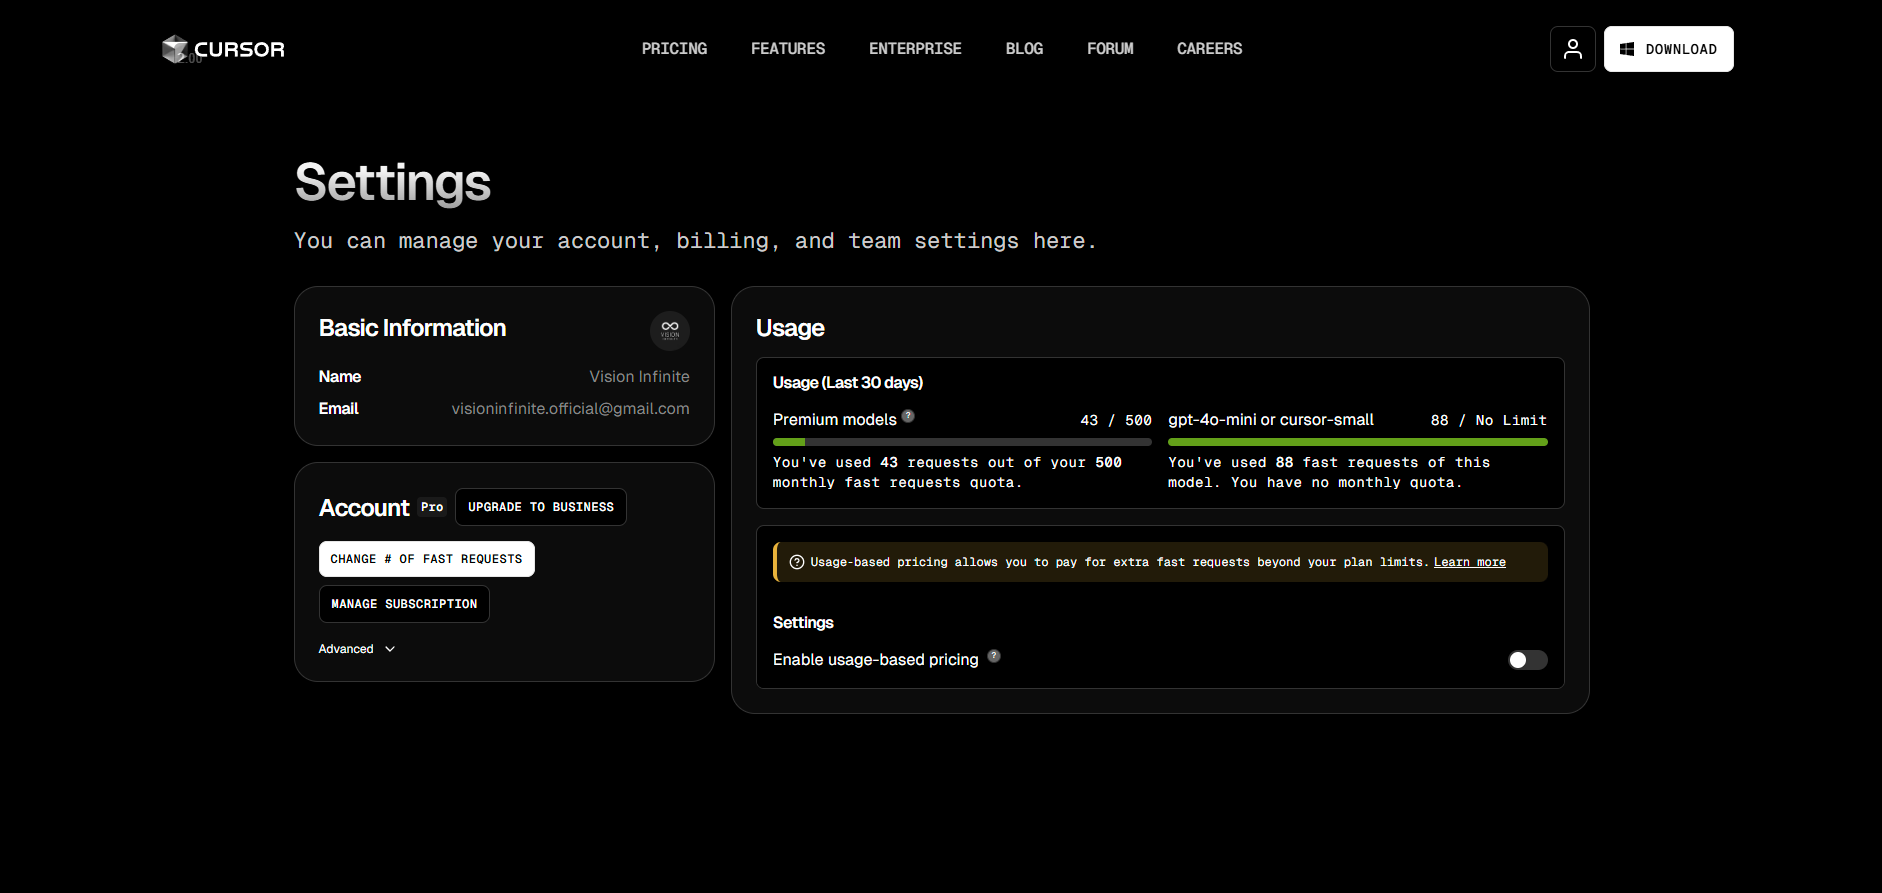 CURSOR
2.00
PRICING
FEATURES
ENTERPRISE
BLOG
FORUM
CAREERS
DOWNLOAD
Settings
You can manage your account, billing, and team settings here.
Basic Information
VISION
Name
Vision Infinite
Email
visioninfinite.official@gmail.com
Account Pro
UPGRADE TO BUSINESS
CHANGE # OF FAST REQUESTS
MANAGE SUBSCRIPTION
Advanced
Usage
Usage (Last 30 days)
Premium models ?
43 / 500
You've used 43 requests out of your 500
monthly fast requests quota.
gpt-4o-mini or cursor-small
88 / No Limit
You've used 88 fast requests of this
model. You have no monthly quota.
? Usage-based pricing allows you to pay for extra fast requests beyond your plan limits. Learn more
Settings
Enable usage-based pricing ?